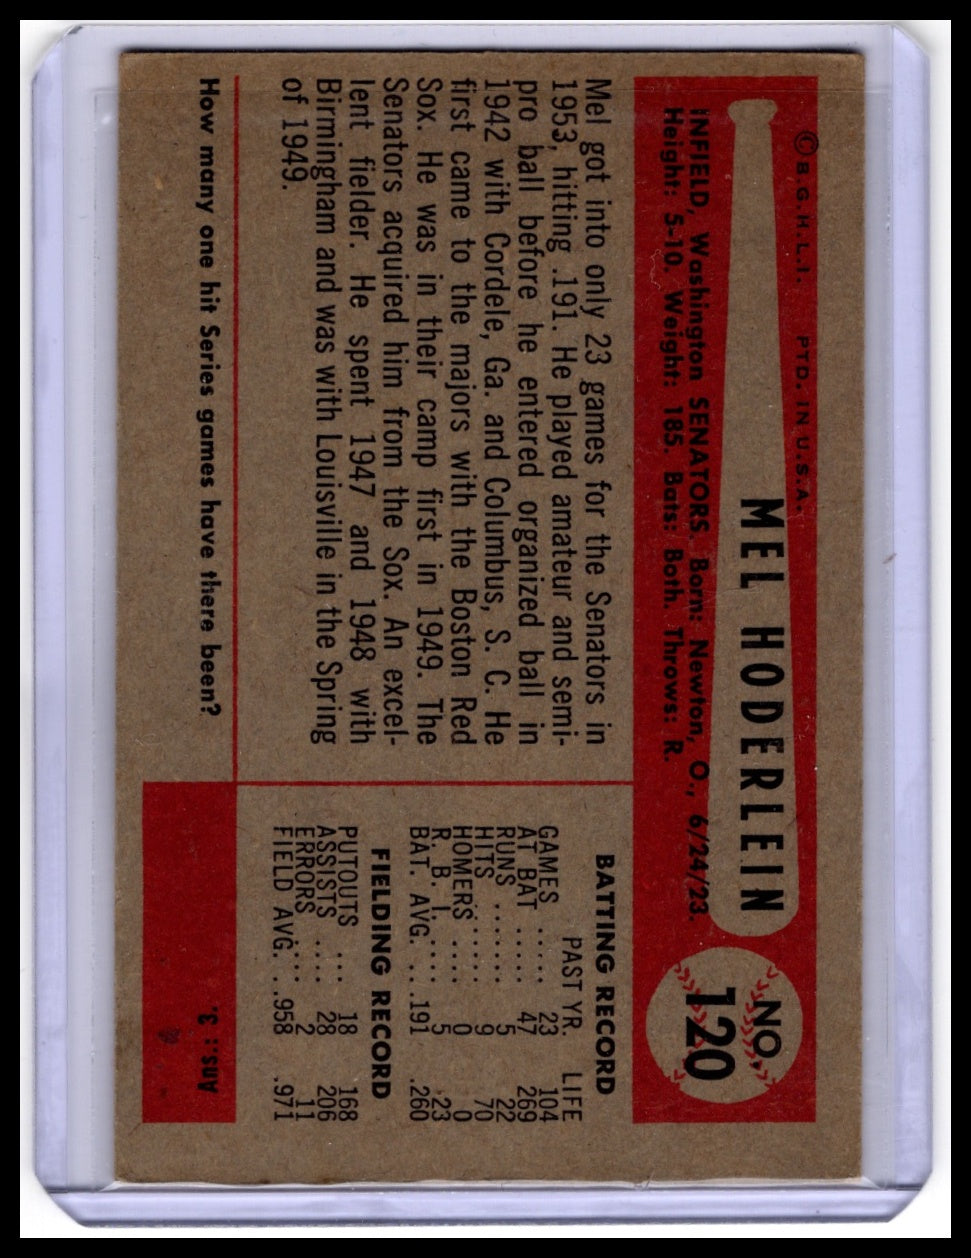 ©B.G.H.L.I. PTD. IN U.S.A.
MEL HODERLEIN
NO.
120
INFIELD, Washington SENATORS. Born: Newton, O., 6/24/23.
Height: 5-10. Weight: 185. Bats: Both. Throws: R.
Mel got into only 23 games for the Senators in
1953, hitting .191. He played amateur and semi-
pro ball before he entered organized ball in
1942 with Cordele, Ga. and Columbus, S. C. He
first came to the majors with the Boston Red
Sox. He was in their camp first in 1949. The
Senators acquired him from the Sox. An excel-
lent fielder. He spent 1947 and 1948 with
Birmingham and was with Louisville in the Spring
of 1949.
BATTING RECORD
PAST YR. LIFE
GAMES .... 23 104
AT BAT ..... 47 269
RUNS ...... 5 22
HITS ....... 9 70
HOMERS .... 0 0
R. B. I. .... 5 23
BAT. AVG. ...191 .260
FIELDING RECORD
PUTOUTS ... 18 168
ASSISTS .... 28 206
ERRORS .... 2 11
FIELD AVG. ..958 .971
How many one hit Series games have there been?
Ans.: 3.